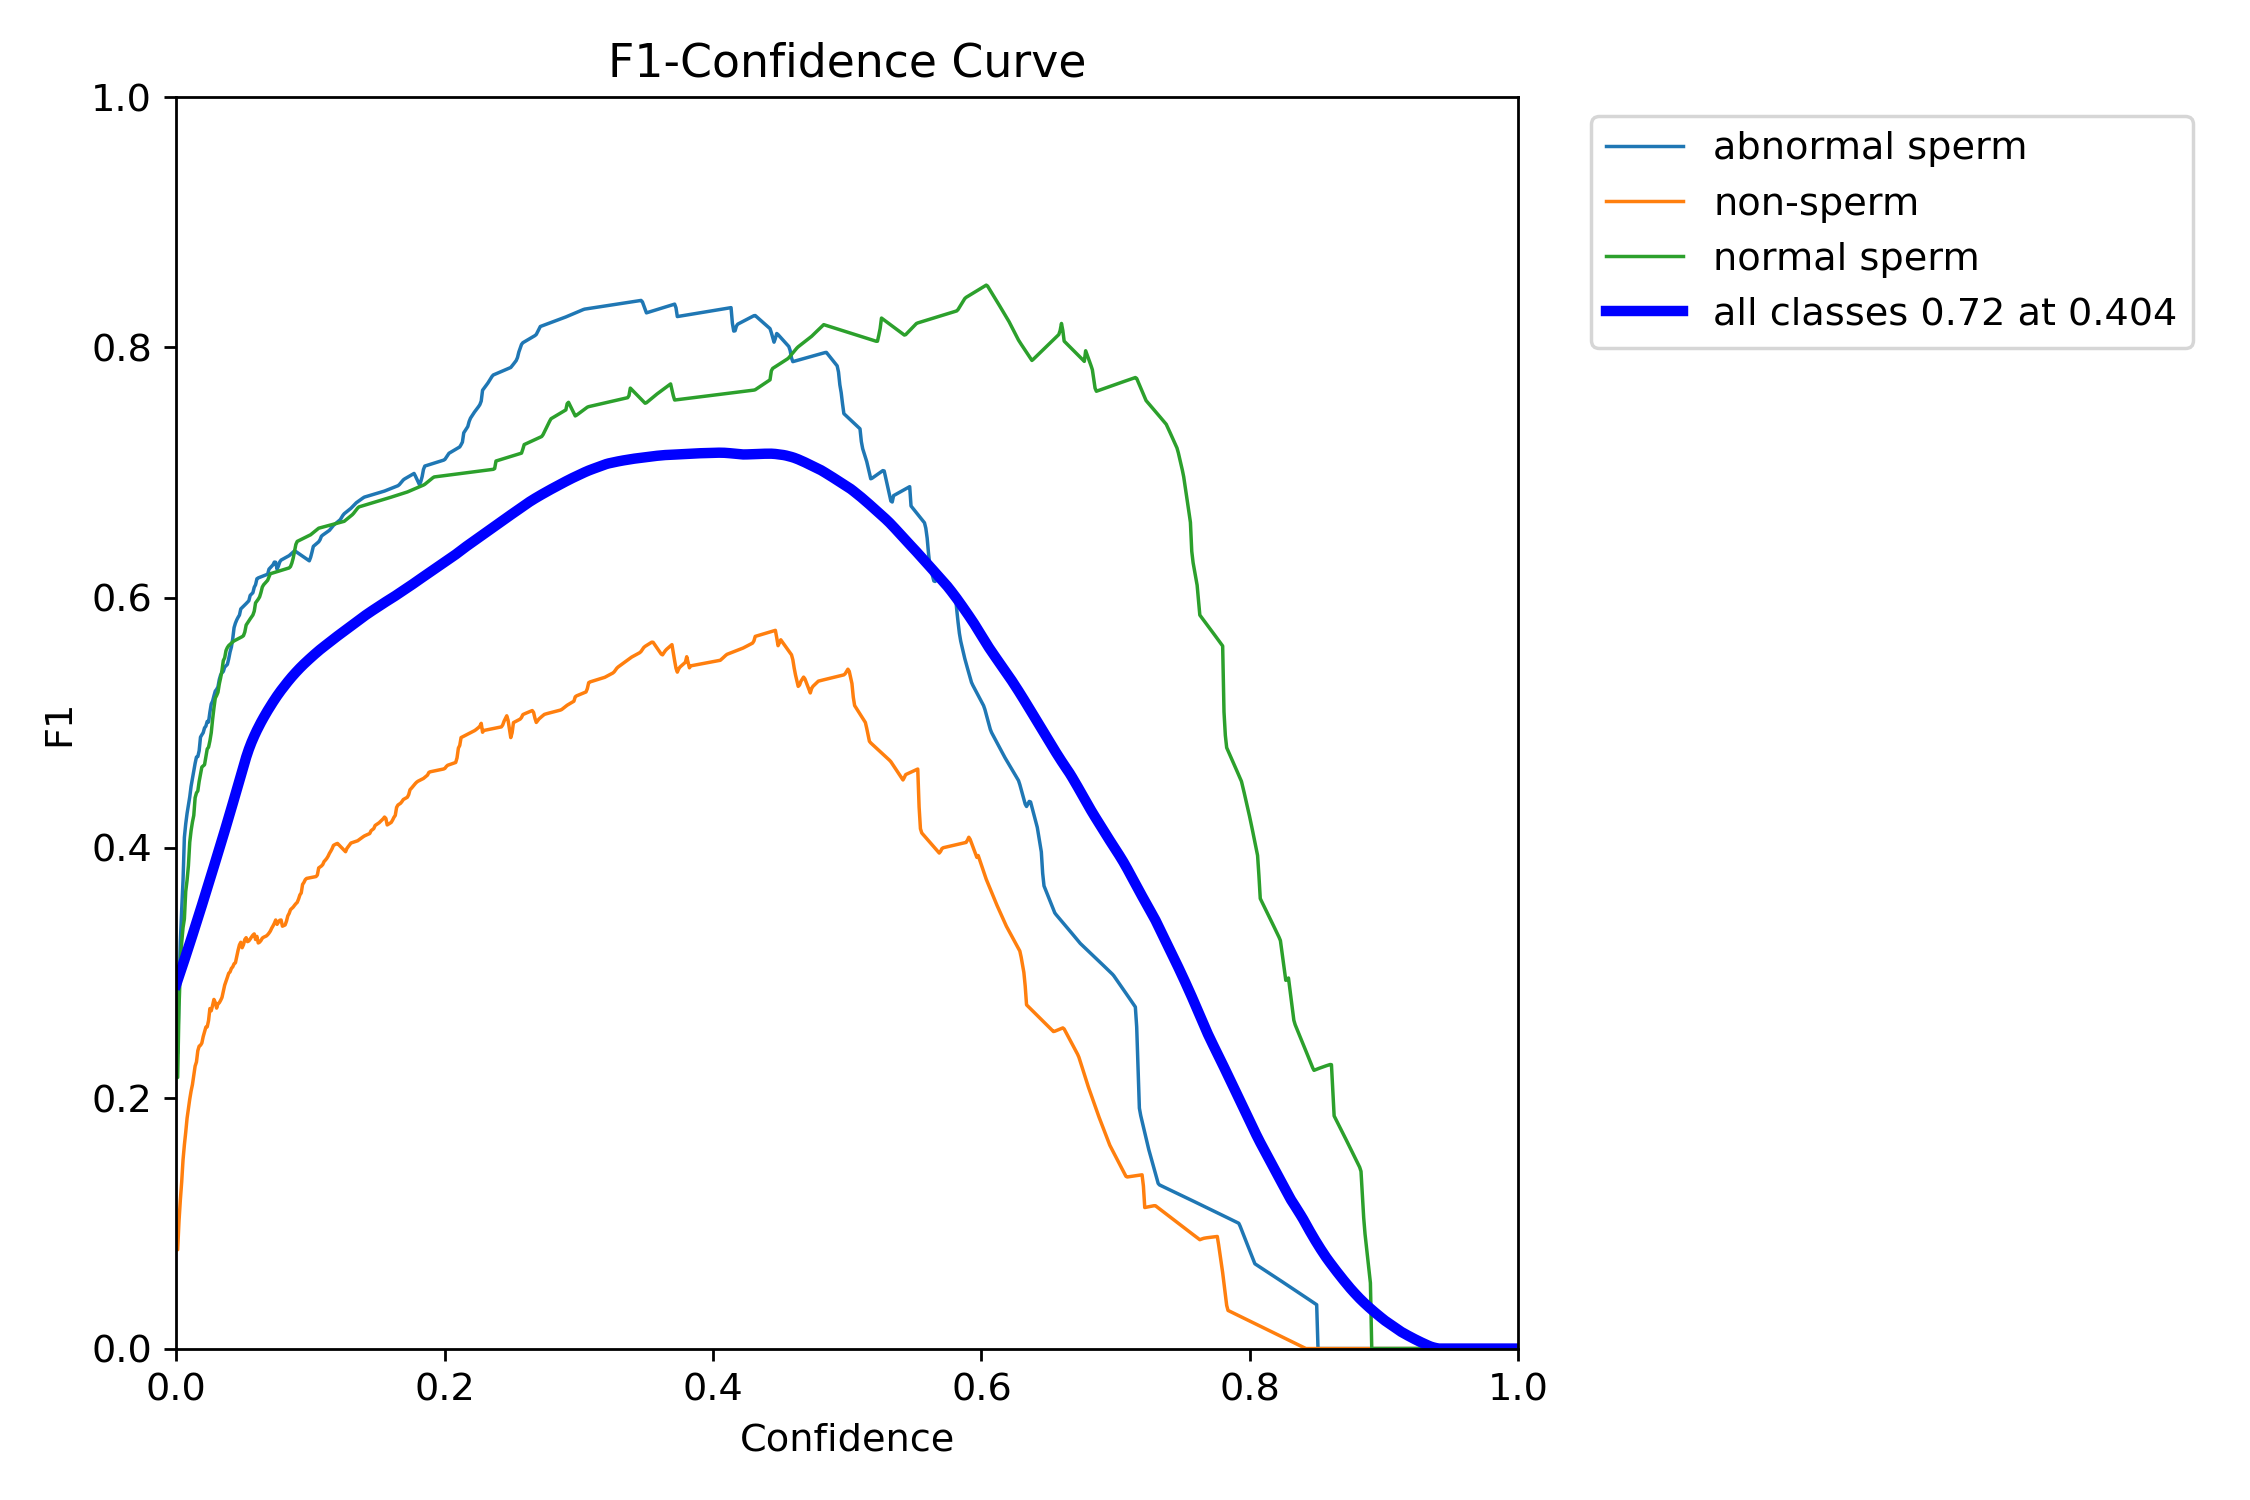 F1-Confidence Curve
1.0
0.8
0.6
0.4
0.2
0.0
F1
0.0 0.2 0.4 0.6 0.8 1.0
Confidence
abnormal sperm
non-sperm
normal sperm
all classes 0.72 at 0.404